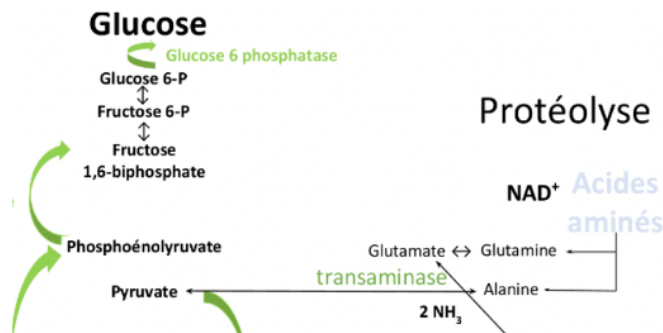 Glucose
Glucose 6 phosphatase
Glucose 6-P
Fructose 6-P
Fructose
1,6-biphosphate
Protéolyse
NAD⁺
Acides
aminés
Phosphoénolyruvate
Glutamate
Glutamine
transaminase
Pyruvate
Alanine
2 NH₃